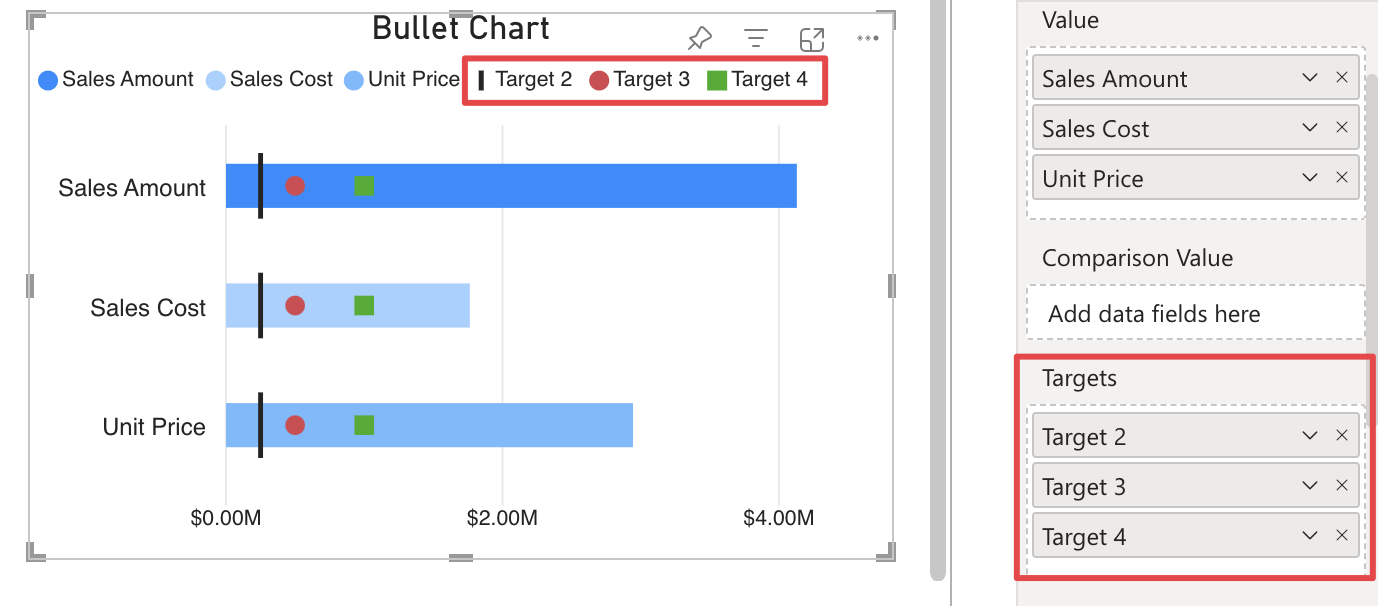 Bullet Chart
Sales Amount Sales Cost Unit Price Target 2 Target 3 Target 4
Sales Amount
Sales Cost
Unit Price
$0.00M $2.00M $4.00M
Value
Sales Amount
Sales Cost
Unit Price
Comparison Value
Add data fields here
Targets
Target 2
Target 3
Target 4